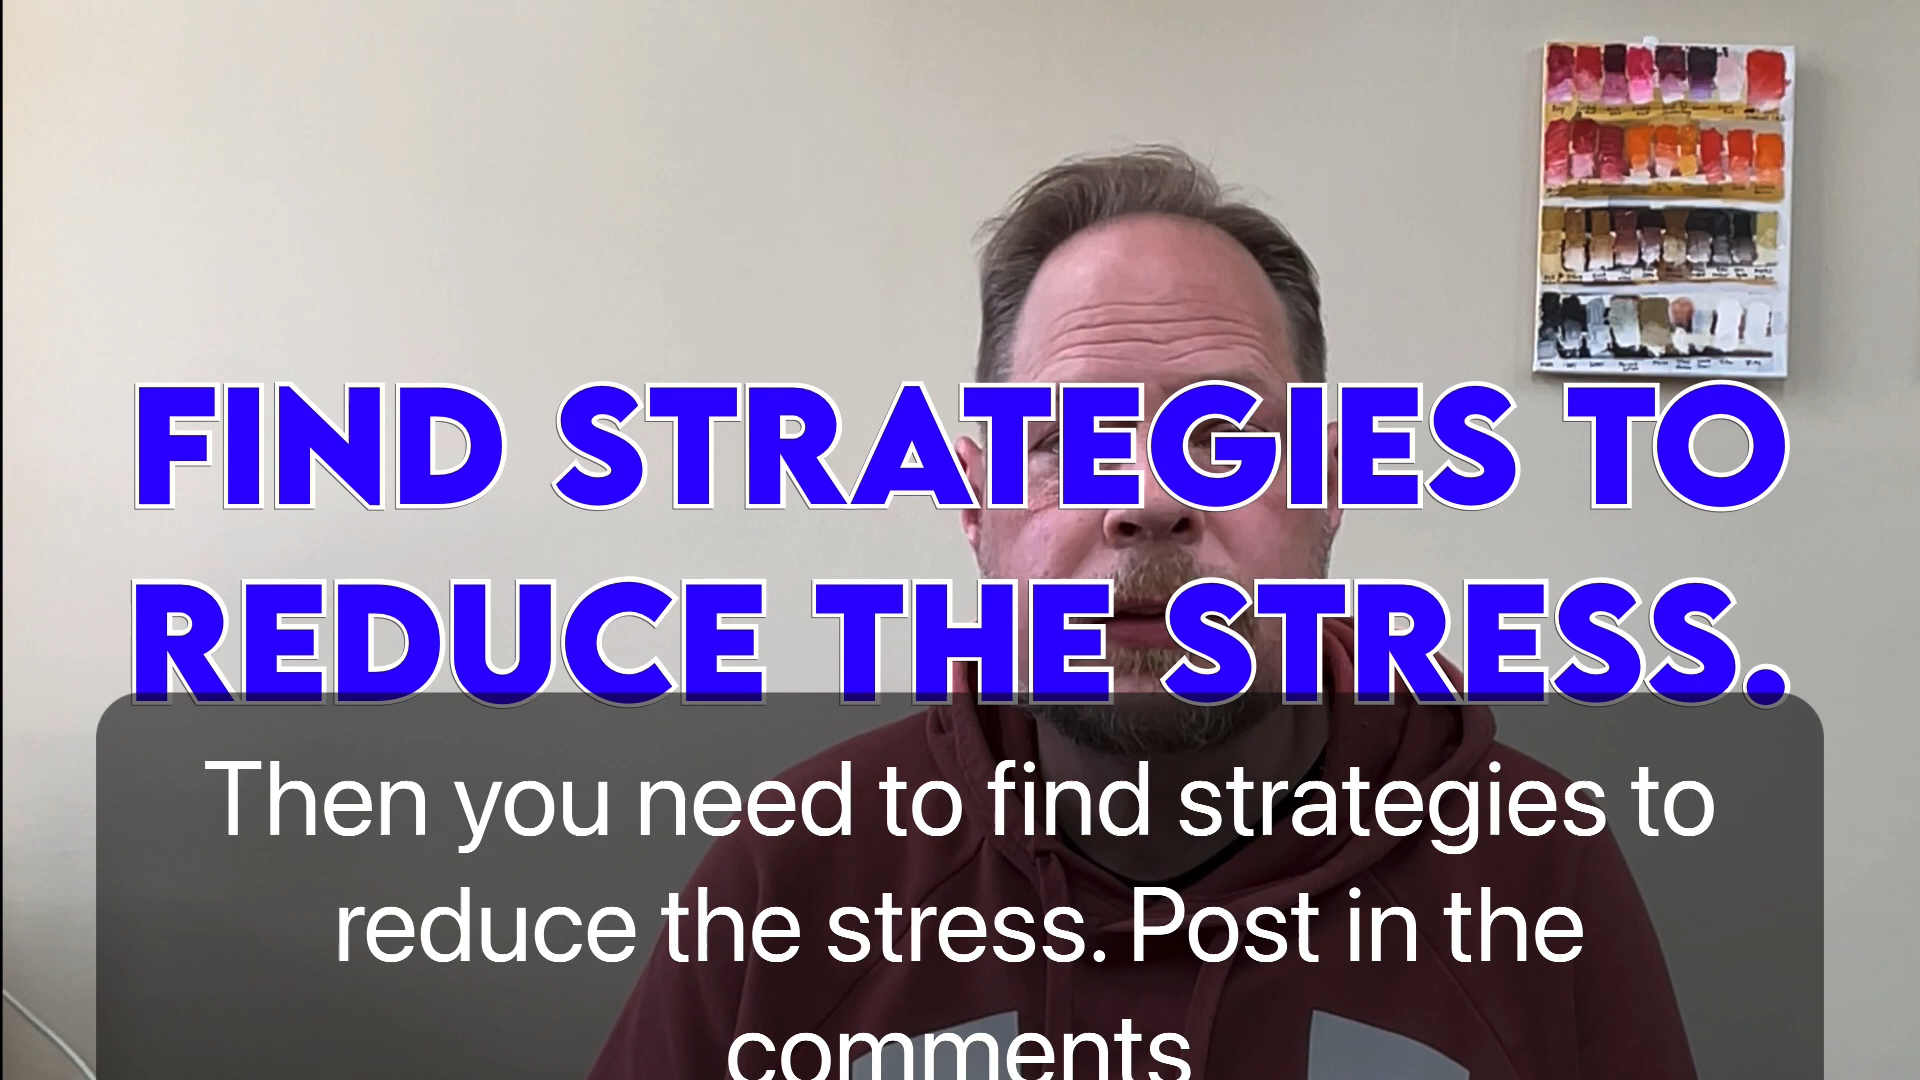 FIND STRATEGIES TO
REDUCE THE STRESS.
Then you need to find strategies to
reduce the stress. Post in the
comments